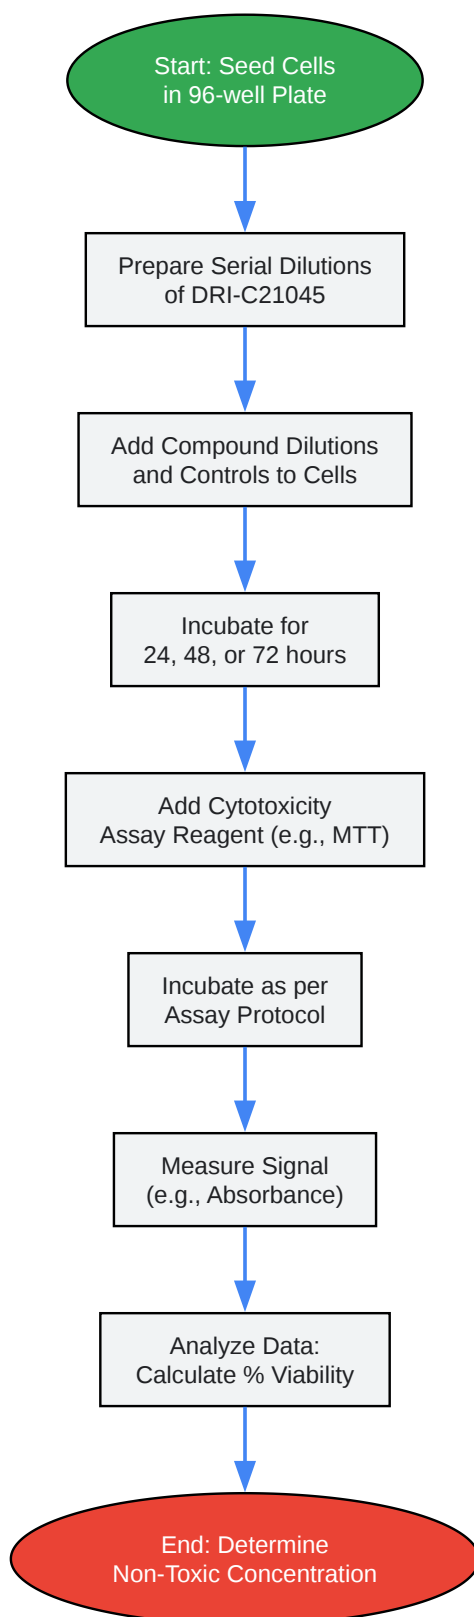 Start: Seed Cells
in 96-well Plate
Prepare Serial Dilutions
of DRI-C21045
Add Compound Dilutions
and Controls to Cells
Incubate for
24, 48, or 72 hours
Add Cytotoxicity
Assay Reagent (e.g., MTT)
Incubate as per
Assay Protocol
Measure Signal
(e.g., Absorbance)
Analyze Data:
Calculate % Viability
End: Determine
Non-Toxic Concentration